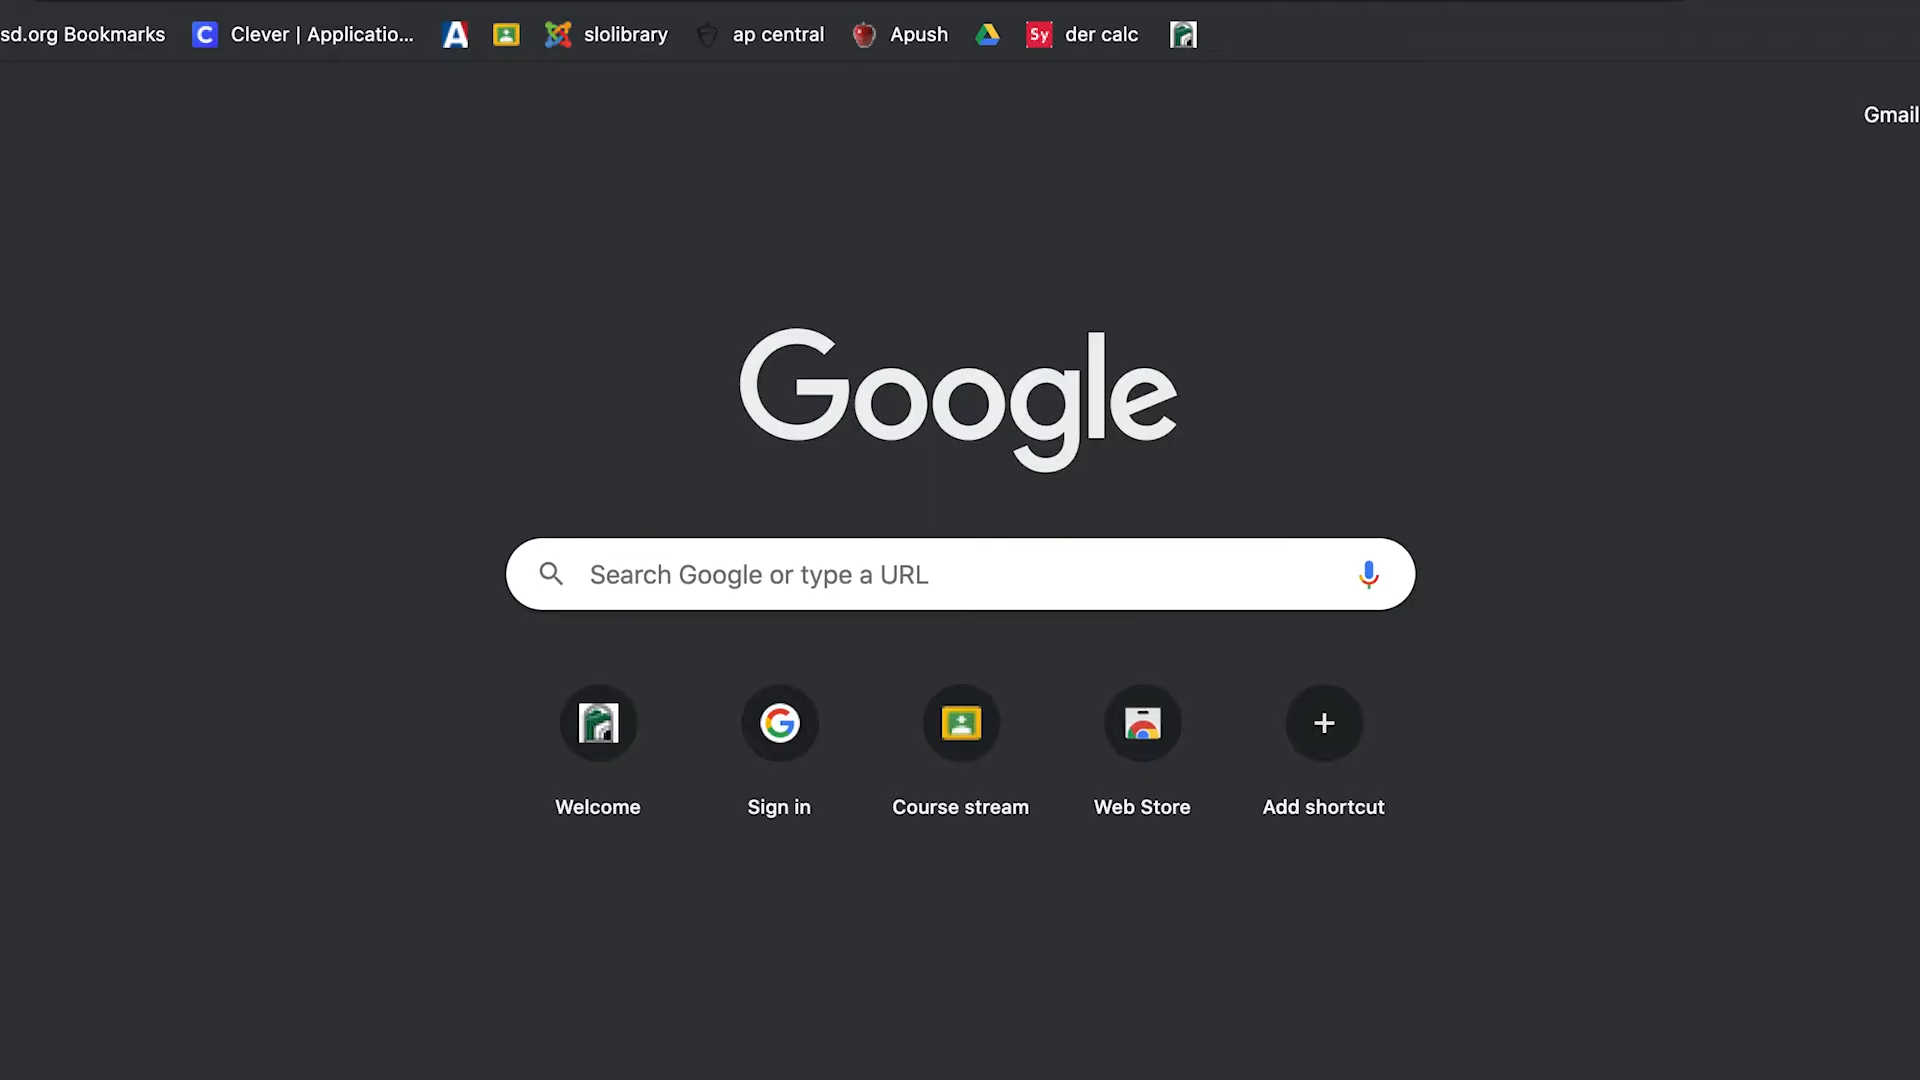 sd.org Bookmarks C Clever | Applicatio... A slolibrary ap central Apush Sy der calc
Gmail
Google
Search Google or type a URL
G
Welcome Sign in Course stream Web Store Add shortcut